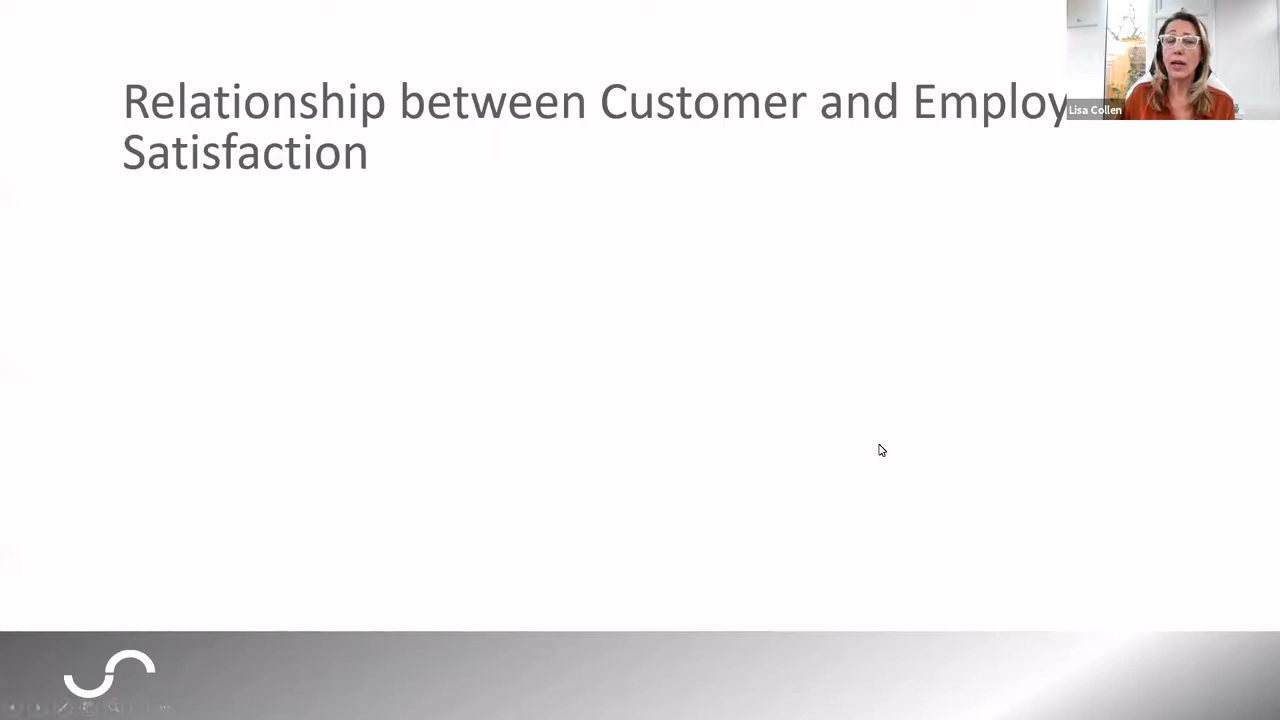 Relationship between Customer and Employ
Satisfaction
Lisa Collen